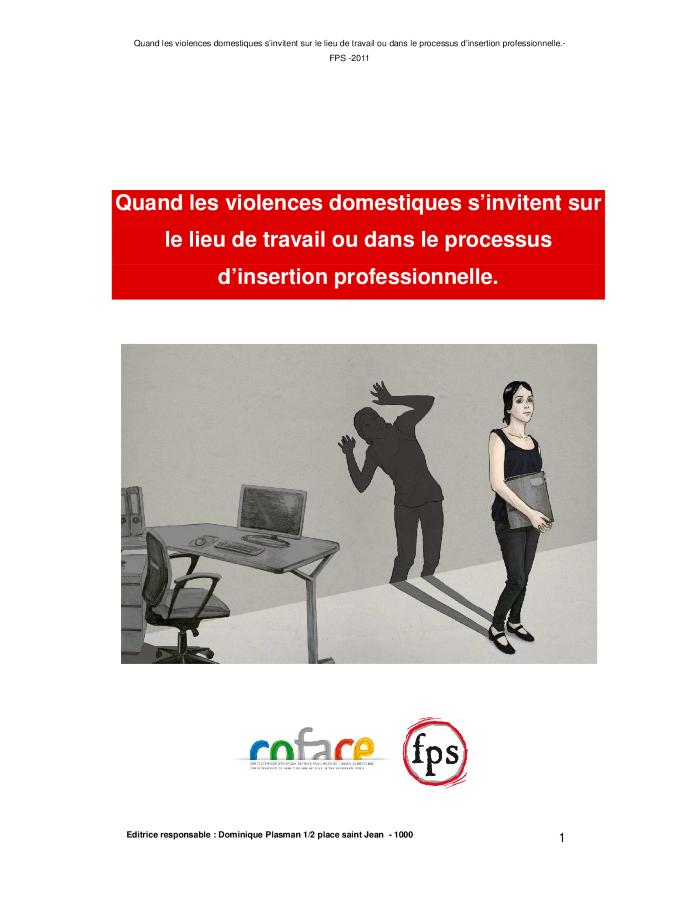 Quand les violences domestiques s’invitent sur le lieu de travail ou dans le processus d’insertion professionnelle.-
FPS -2011
Quand les violences domestiques s’invitent sur
le lieu de travail ou dans le processus
d’insertion professionnelle.
coface
fps
Editrice responsable : Dominique Plasman 1/2 place saint Jean - 1000
1